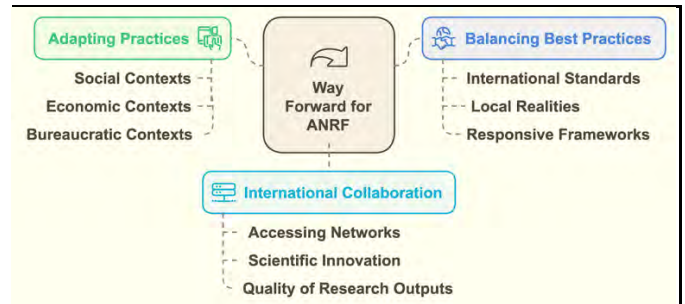 Adapting Practices
Social Contexts
Economic Contexts
Bureaucratic Contexts
Way
Forward for
ANRF
Balancing Best Practices
International Standards
Local Realities
Responsive Frameworks
International Collaboration
Accessing Networks
Scientific Innovation
Quality of Research Outputs